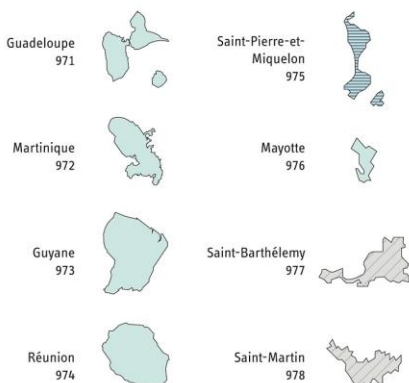 Guadeloupe
971
Saint-Pierre-et-
Miquelon
975
Martinique
972
Mayotte
976
Guyane
973
Saint-Barthélemy
977
Réunion
974
Saint-Martin
978